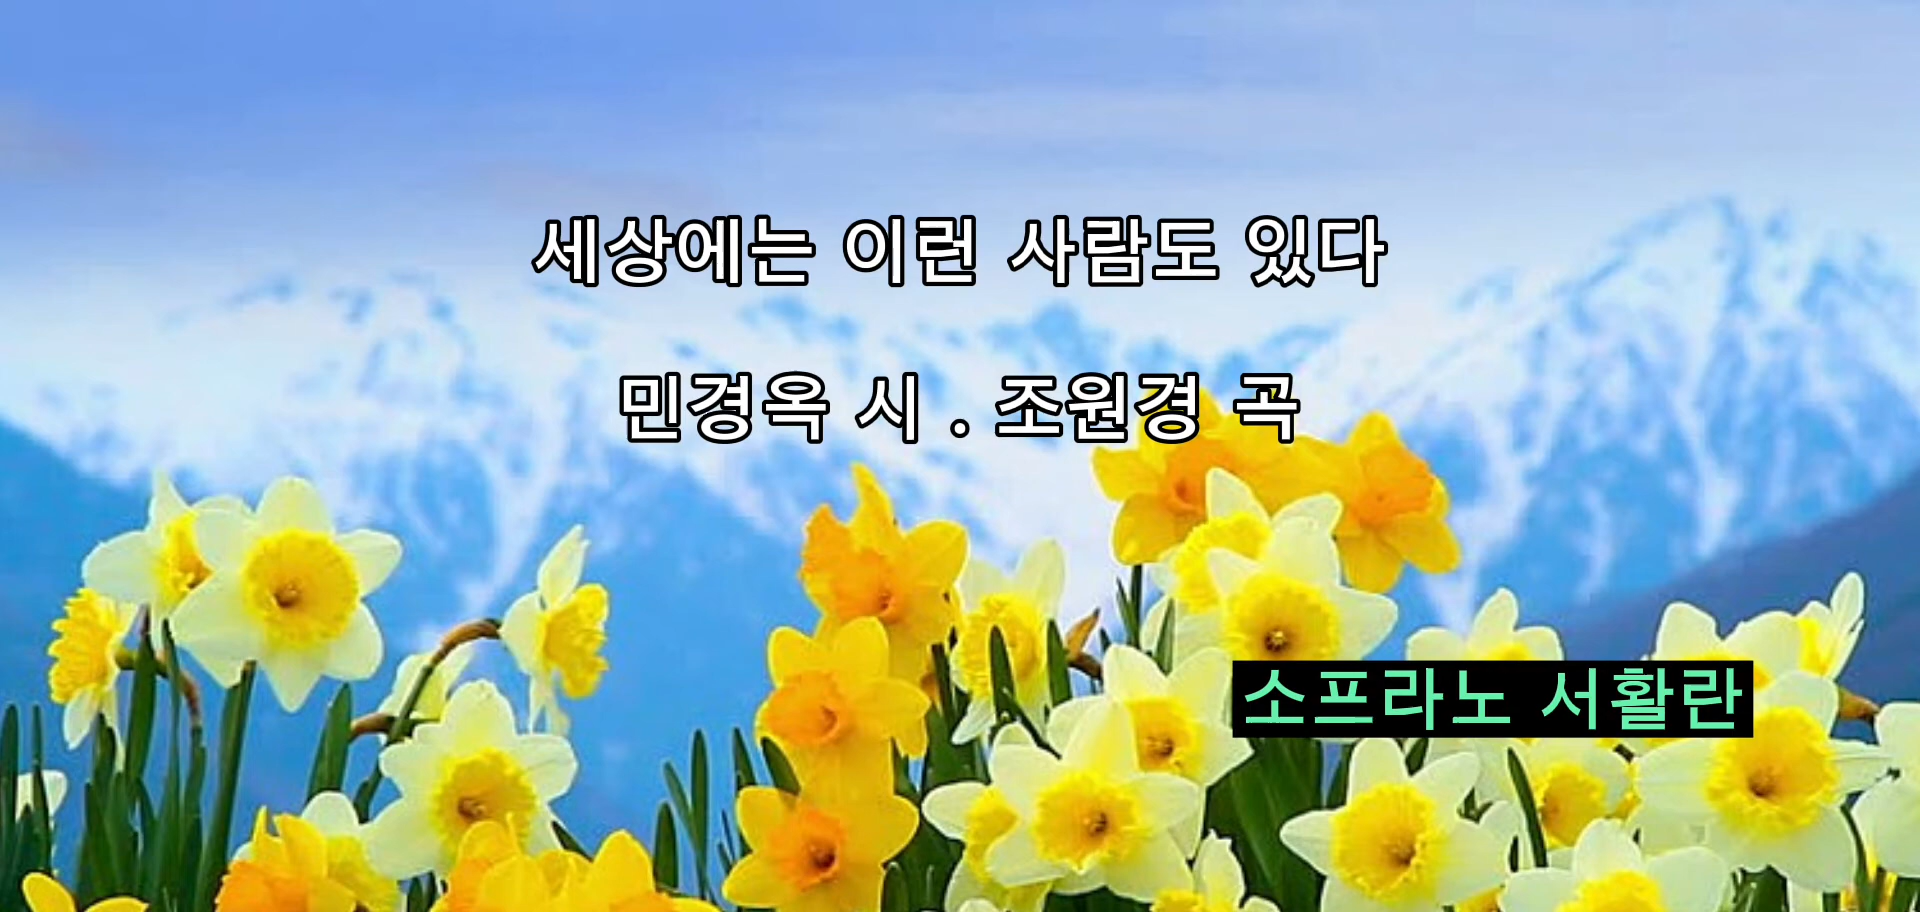 세상에는 이런 사람도 있다
민경옥 시 . 조원경 곡
소프라노 서활란